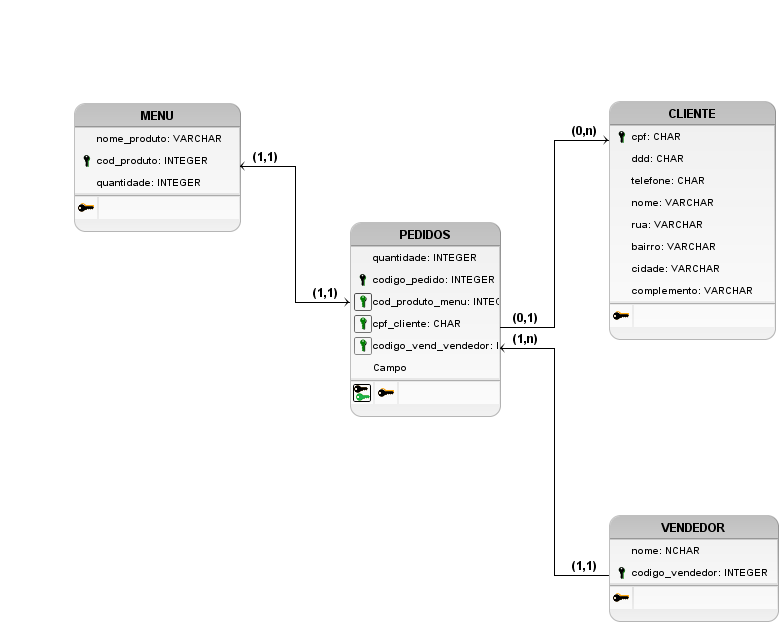 MENU
nome_produto: VARCHAR
cod_produto: INTEGER
quantidade: INTEGER
(1,1)
(1,1)
PEDIDOS
quantidade: INTEGER
codigo_pedido: INTEGER
cod_produto_menu: INTEG
cpf_cliente: CHAR
codigo_vend_vendedor: I
Campo
(0,n)
(0,1)
CLIENTE
cpf: CHAR
ddd: CHAR
telefone: CHAR
nome: VARCHAR
rua: VARCHAR
bairro: VARCHAR
cidade: VARCHAR
complemento: VARCHAR
(1,n)
(1,1)
VENDEDOR
nome: NCHAR
codigo_vendedor: INTEGER